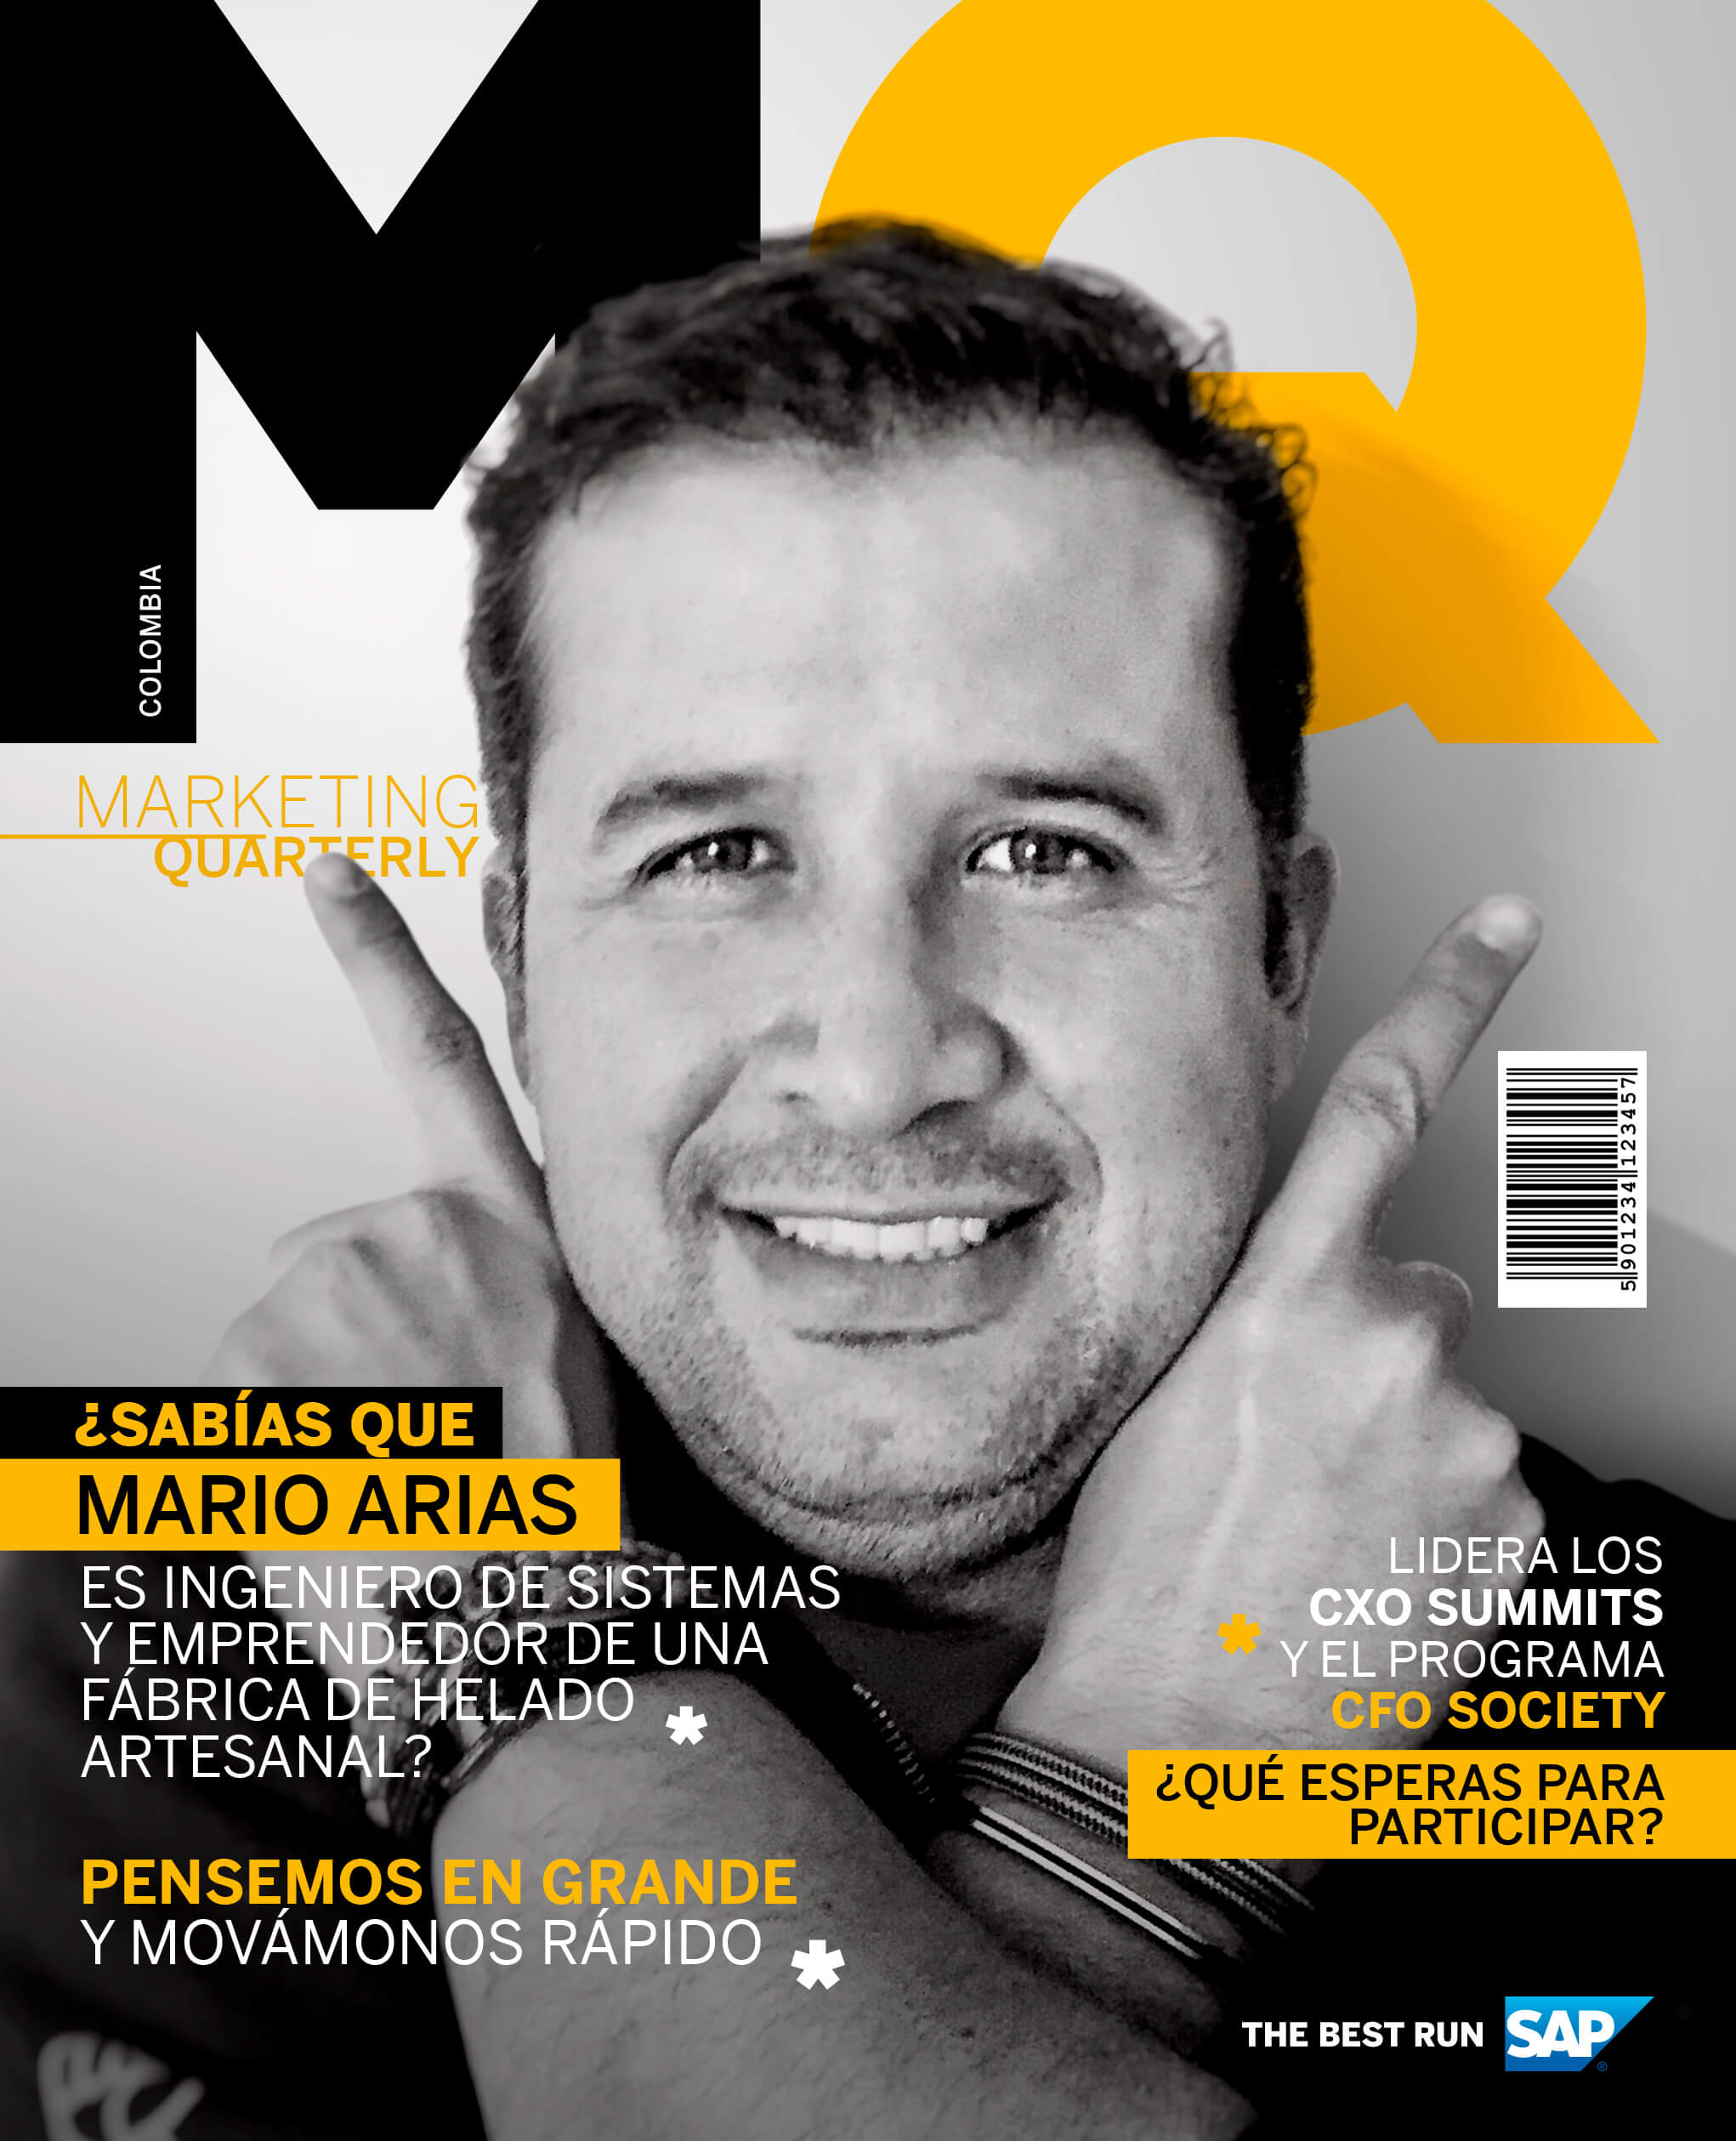 MQ
COLOMBIA
MARKETING
QUARTERLY
5 901234 123457
¿SABÍAS QUE
MARIO ARIAS
ES INGENIERO DE SISTEMAS
Y EMPRENDEDOR DE UNA
FÁBRICA DE HELADO
ARTESANAL? *
PENSEMOS EN GRANDE
Y MOVÁMONOS RÁPIDO *
LIDERA LOS
CXO SUMMITS
* Y EL PROGRAMA
CFO SOCIETY
¿QUÉ ESPERAS PARA
PARTICIPAR?
THE BEST RUN SAP®